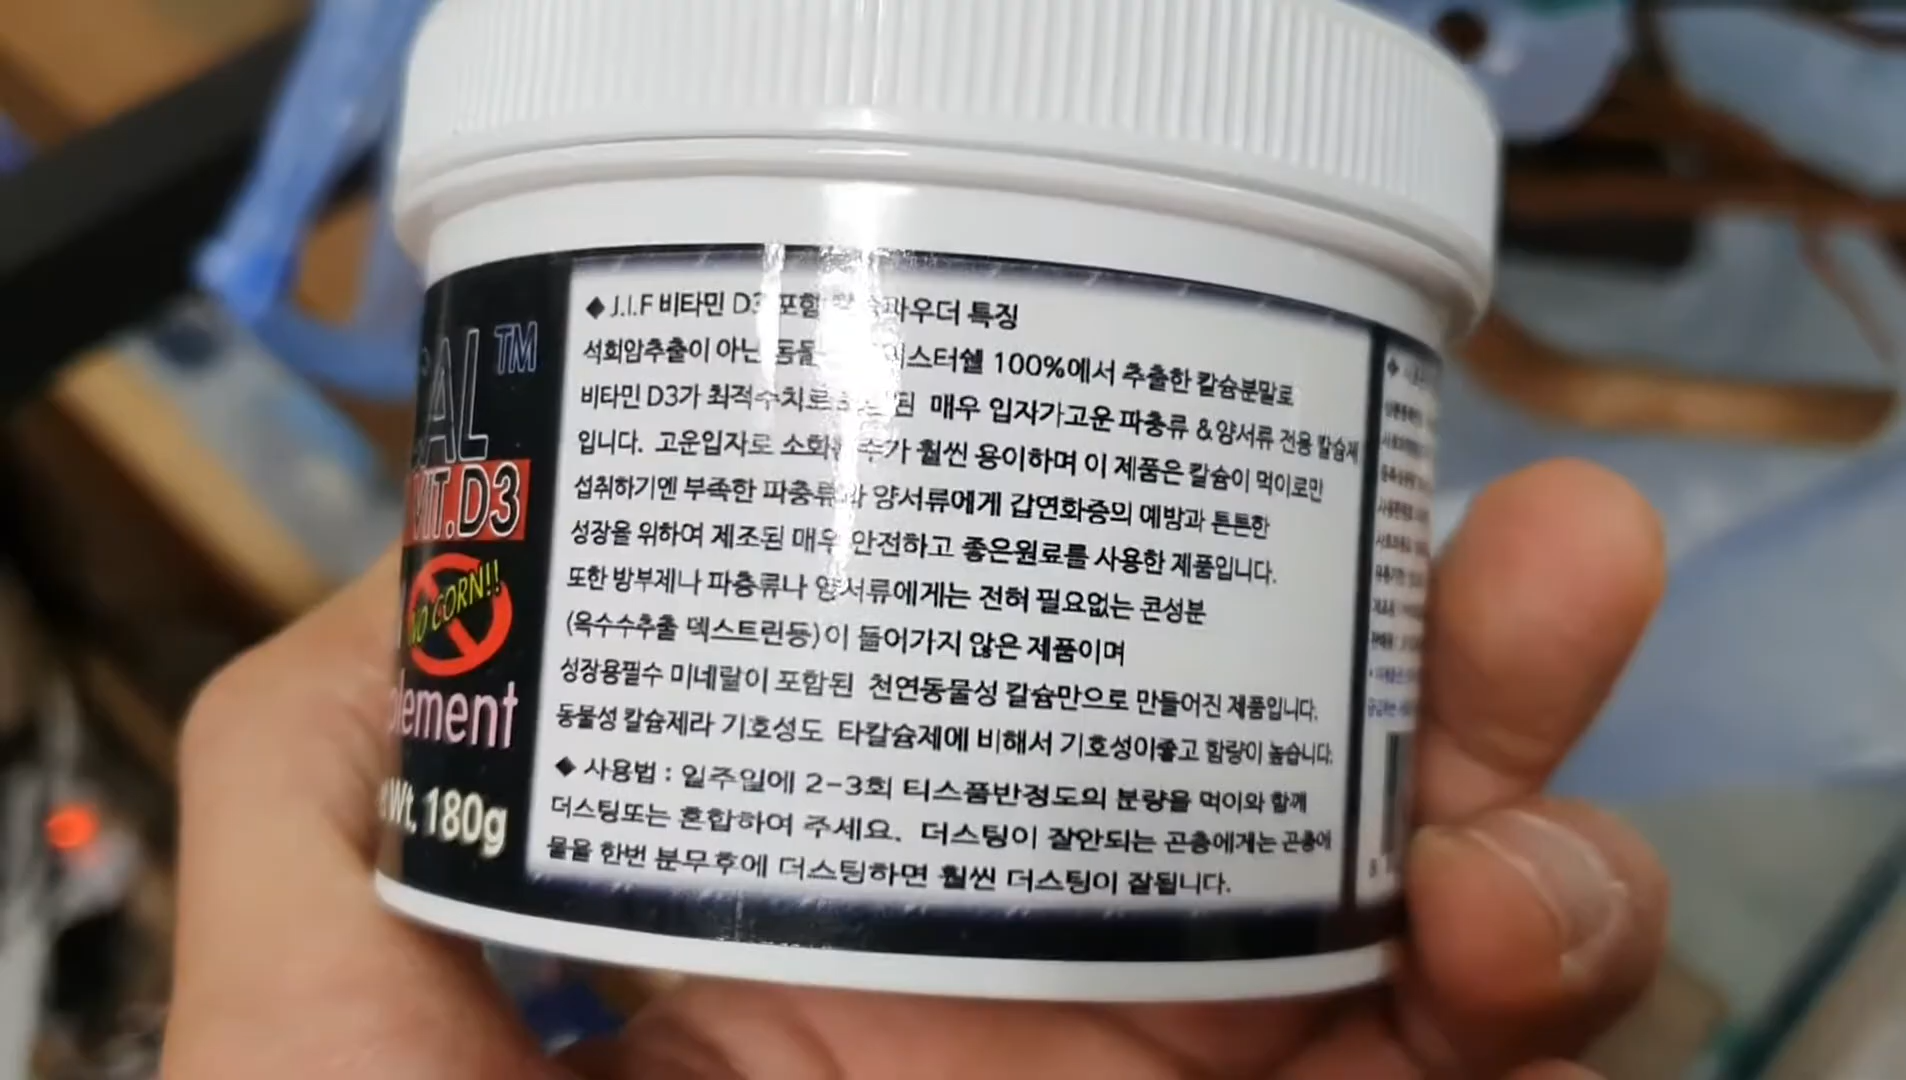 TM
VIT.D3
NO CORN!!
Wt. 180g
◆ J.I.F 비타민 D3 포함 파우더 특징
석회암추출이 아닌 100%에서 추출한 칼슘분말로
비타민 D3가 최적수치로 매우 입자가고운 파충류 &양서류 전용 칼슘제
입니다. 고운입자로 소화 훨씬 용이하며 이 제품은 칼슘이 먹이로만
섭취하기엔 부족한 파충류와 양서류에게 갑연화증의 예방과 튼튼한
성장을 위하여 제조된 매우 안전하고 좋은원료를 사용한 제품입니다.
또한 방부제나 파충류나 양서류에게는 전혀 필요없는 콘성분
(옥수수추출 덱스트린등)이 들어가지 않은 제품이며
성장용필수 미네랄이 포함된 천연동물성 칼슘만으로 만들어진 제품입니다.
동물성 칼슘제라 기호성도 타칼슘제에 비해서 기호성이좋고 함량이 높습니다.
◆ 사용법 : 일주일에 2-3회 티스품반정도의 분량을 먹이와 함께
더스팅또는 혼합하여 주세요. 더스팅이 잘안되는 곤충에게는 곤충에
물을 한번 분무후에 더스팅하면 훨씬 더스팅이 잘됩니다.